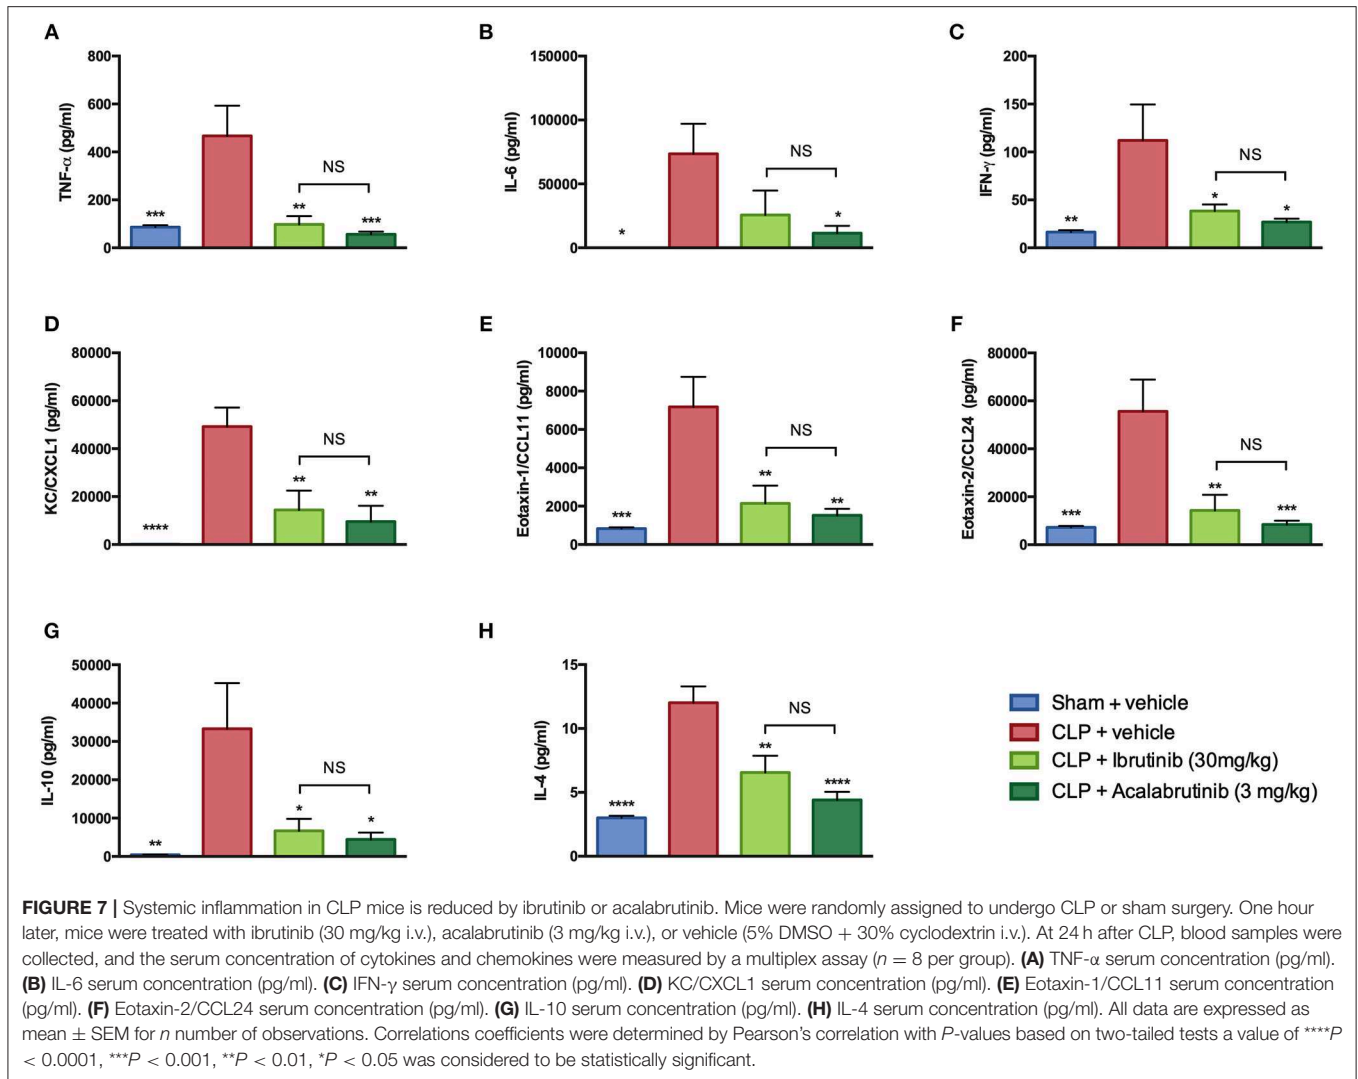 A
TNF-α (pg/ml)
800
600
400
200
0
***
**
***
NS
B
IL-6 (pg/ml)
150000
100000
50000
0
*
*
NS
C
IFN-γ (pg/ml)
200
150
100
50
0
**
*
*
NS
D
KC/CXCL1 (pg/ml)
80000
60000
40000
20000
0
****
**
**
NS
E
Eotaxin-1/CCL11 (pg/ml)
10000
8000
6000
4000
2000
0
***
**
**
NS
F
Eotaxin-2/CCL24 (pg/ml)
80000
60000
40000
20000
0
***
**
***
NS
G
IL-10 (pg/ml)
50000
40000
30000
20000
10000
0
**
*
*
NS
H
IL-4 (pg/ml)
15
10
5
0
****
**
****
NS
Sham + vehicle
CLP + vehicle
CLP + Ibrutinib (30mg/kg)
CLP + Acalabrutinib (3 mg/kg)
FIGURE 7 | Systemic inflammation in CLP mice is reduced by ibrutinib or acalabrutinib. Mice were randomly assigned to undergo CLP or sham surgery. One hour
later, mice were treated with ibrutinib (30 mg/kg i.v.), acalabrutinib (3 mg/kg i.v.), or vehicle (5% DMSO + 30% cyclodextrin i.v.). At 24 h after CLP, blood samples were
collected, and the serum concentration of cytokines and chemokines were measured by a multiplex assay (n = 8 per group). (A) TNF-α serum concentration (pg/ml).
(B) IL-6 serum concentration (pg/ml). (C) IFN-γ serum concentration (pg/ml). (D) KC/CXCL1 serum concentration (pg/ml). (E) Eotaxin-1/CCL11 serum concentration
(pg/ml). (F) Eotaxin-2/CCL24 serum concentration (pg/ml). (G) IL-10 serum concentration (pg/ml). (H) IL-4 serum concentration (pg/ml). All data are expressed as
mean ± SEM for n number of observations. Correlations coefficients were determined by Pearson's correlation with P-values based on two-tailed tests a value of ****P
< 0.0001, ***P < 0.001, **P < 0.01, *P < 0.05 was considered to be statistically significant.